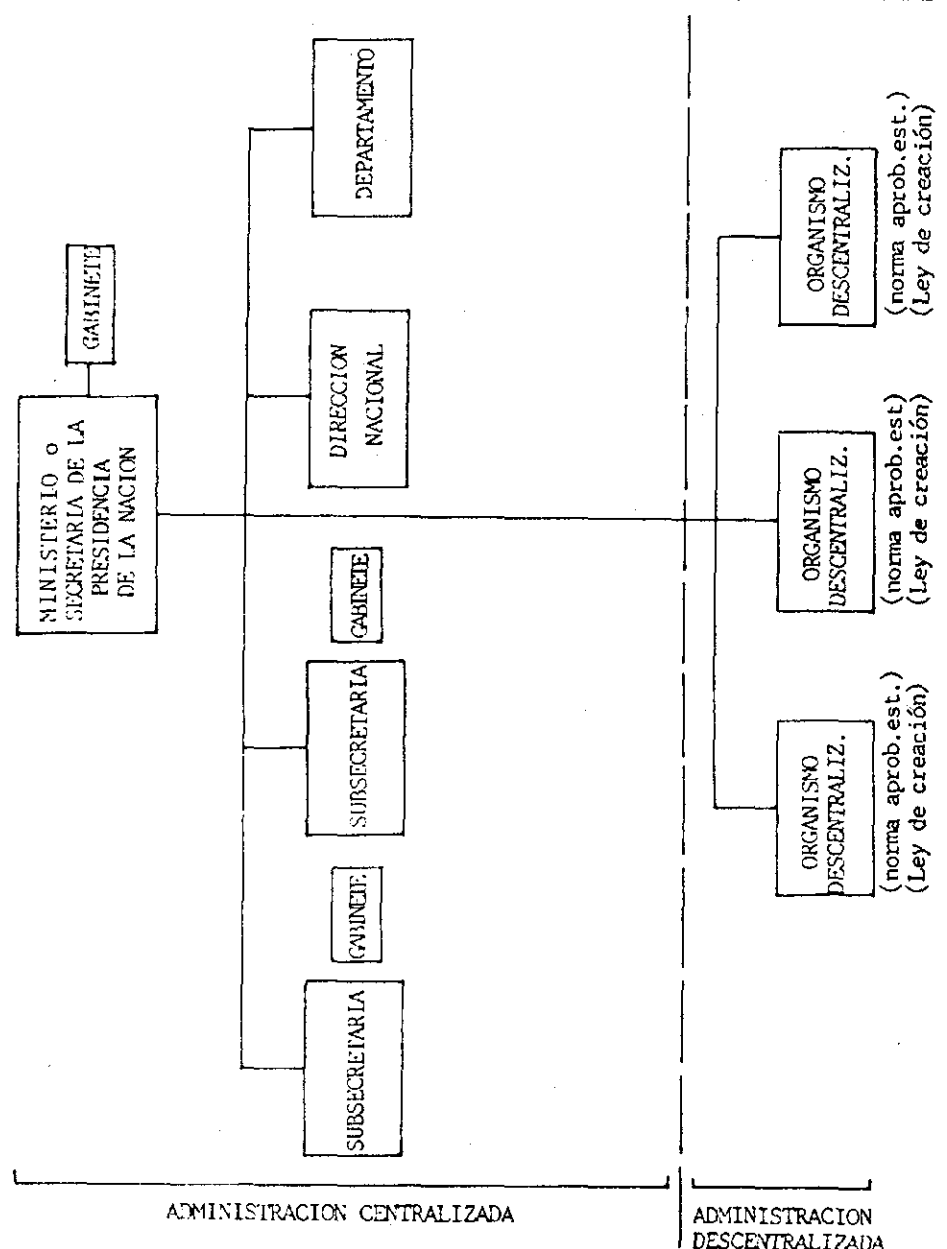 MINISTERIO o
SECRETARIA DE LA
PRESIDENCIA
DE LA NACION
GABINETE
SUBSECRETARIA
GABINETE
SUBSECRETARIA
GABINETE
DIRECCION
NACIONAL
DEPARTAMENTO
ADMINISTRACION CENTRALIZADA
ORGANISMO
DESCENTRALIZ.
(norma aprob.est.)
(Ley de creación)
ORGANISMO
DESCENTRALIZ.
(norma aprob.est)
(Ley de creación)
ORGANISMO
DESCENTRALIZ.
(norma aprob.est.)
(Ley de creación)
ADMINISTRACION
DESCENTRALIZADA